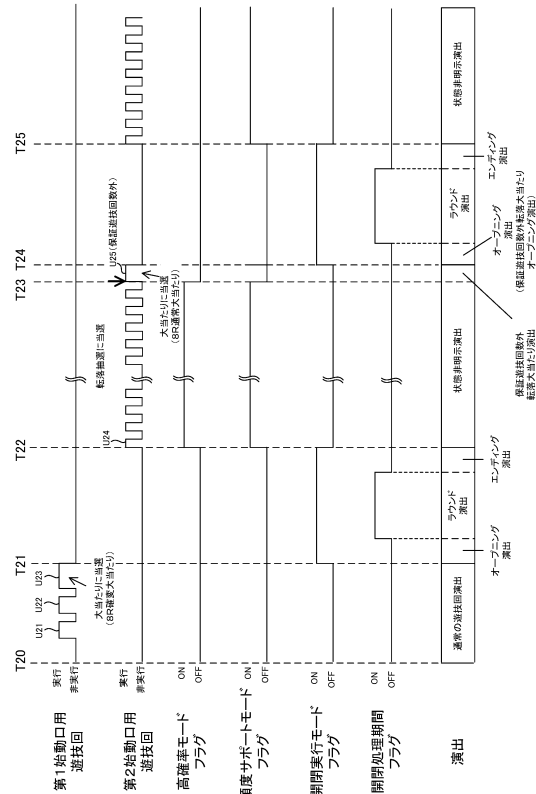 T20
T21
T22
T23
T24
T25
第1始動口用
遊技回
実行
非実行
U21
U22
U23
大当たりに当選
(8R確変大当たり)
第2始動口用
遊技回
実行
非実行
U24
転落抽選に当選
U25(保証遊技回数外)
大当たりに当選
(8R通常大当たり)
高確率モード
フラグ
ON
OFF
頻度サポートモード
フラグ
ON
OFF
開閉実行モード
フラグ
ON
OFF
開閉処理期間
フラグ
ON
OFF
演出
通常の遊技回演出
オープニング
演出
ラウンド
演出
エンディング
演出
状態非明示演出
保証遊技回数外
転落大当たり演出
オープニング
演出
(保証遊技回数外転落大当たり
オープニング演出)
ラウンド
演出
エンディング
演出
状態非明示演出